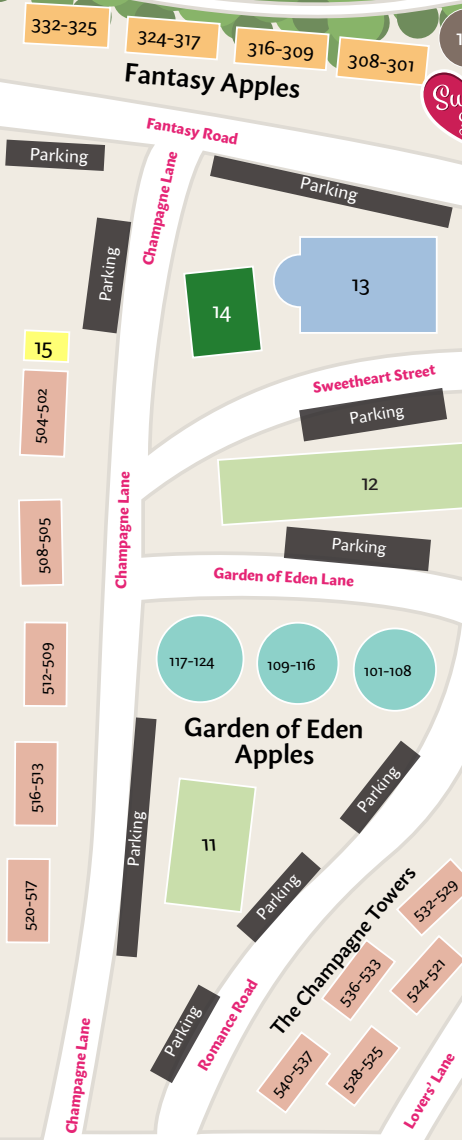 332-325
324-317
316-309
308-301
Fantasy Apples
Fantasy Road
Parking
Parking
Champagne Lane
Parking
13
14
15
504-502
Sweetheart Street
Parking
12
Champagne Lane
508-505
Parking
Garden of Eden Lane
117-124
109-116
101-108
512-509
Garden of Eden
Apples
516-513
Parking
Parking
11
520-517
Parking
The Champagne Towers
532-529
536-533
524-521
Romance Road
Parking
540-537
528-525
Champagne Lane
Lovers' Lane